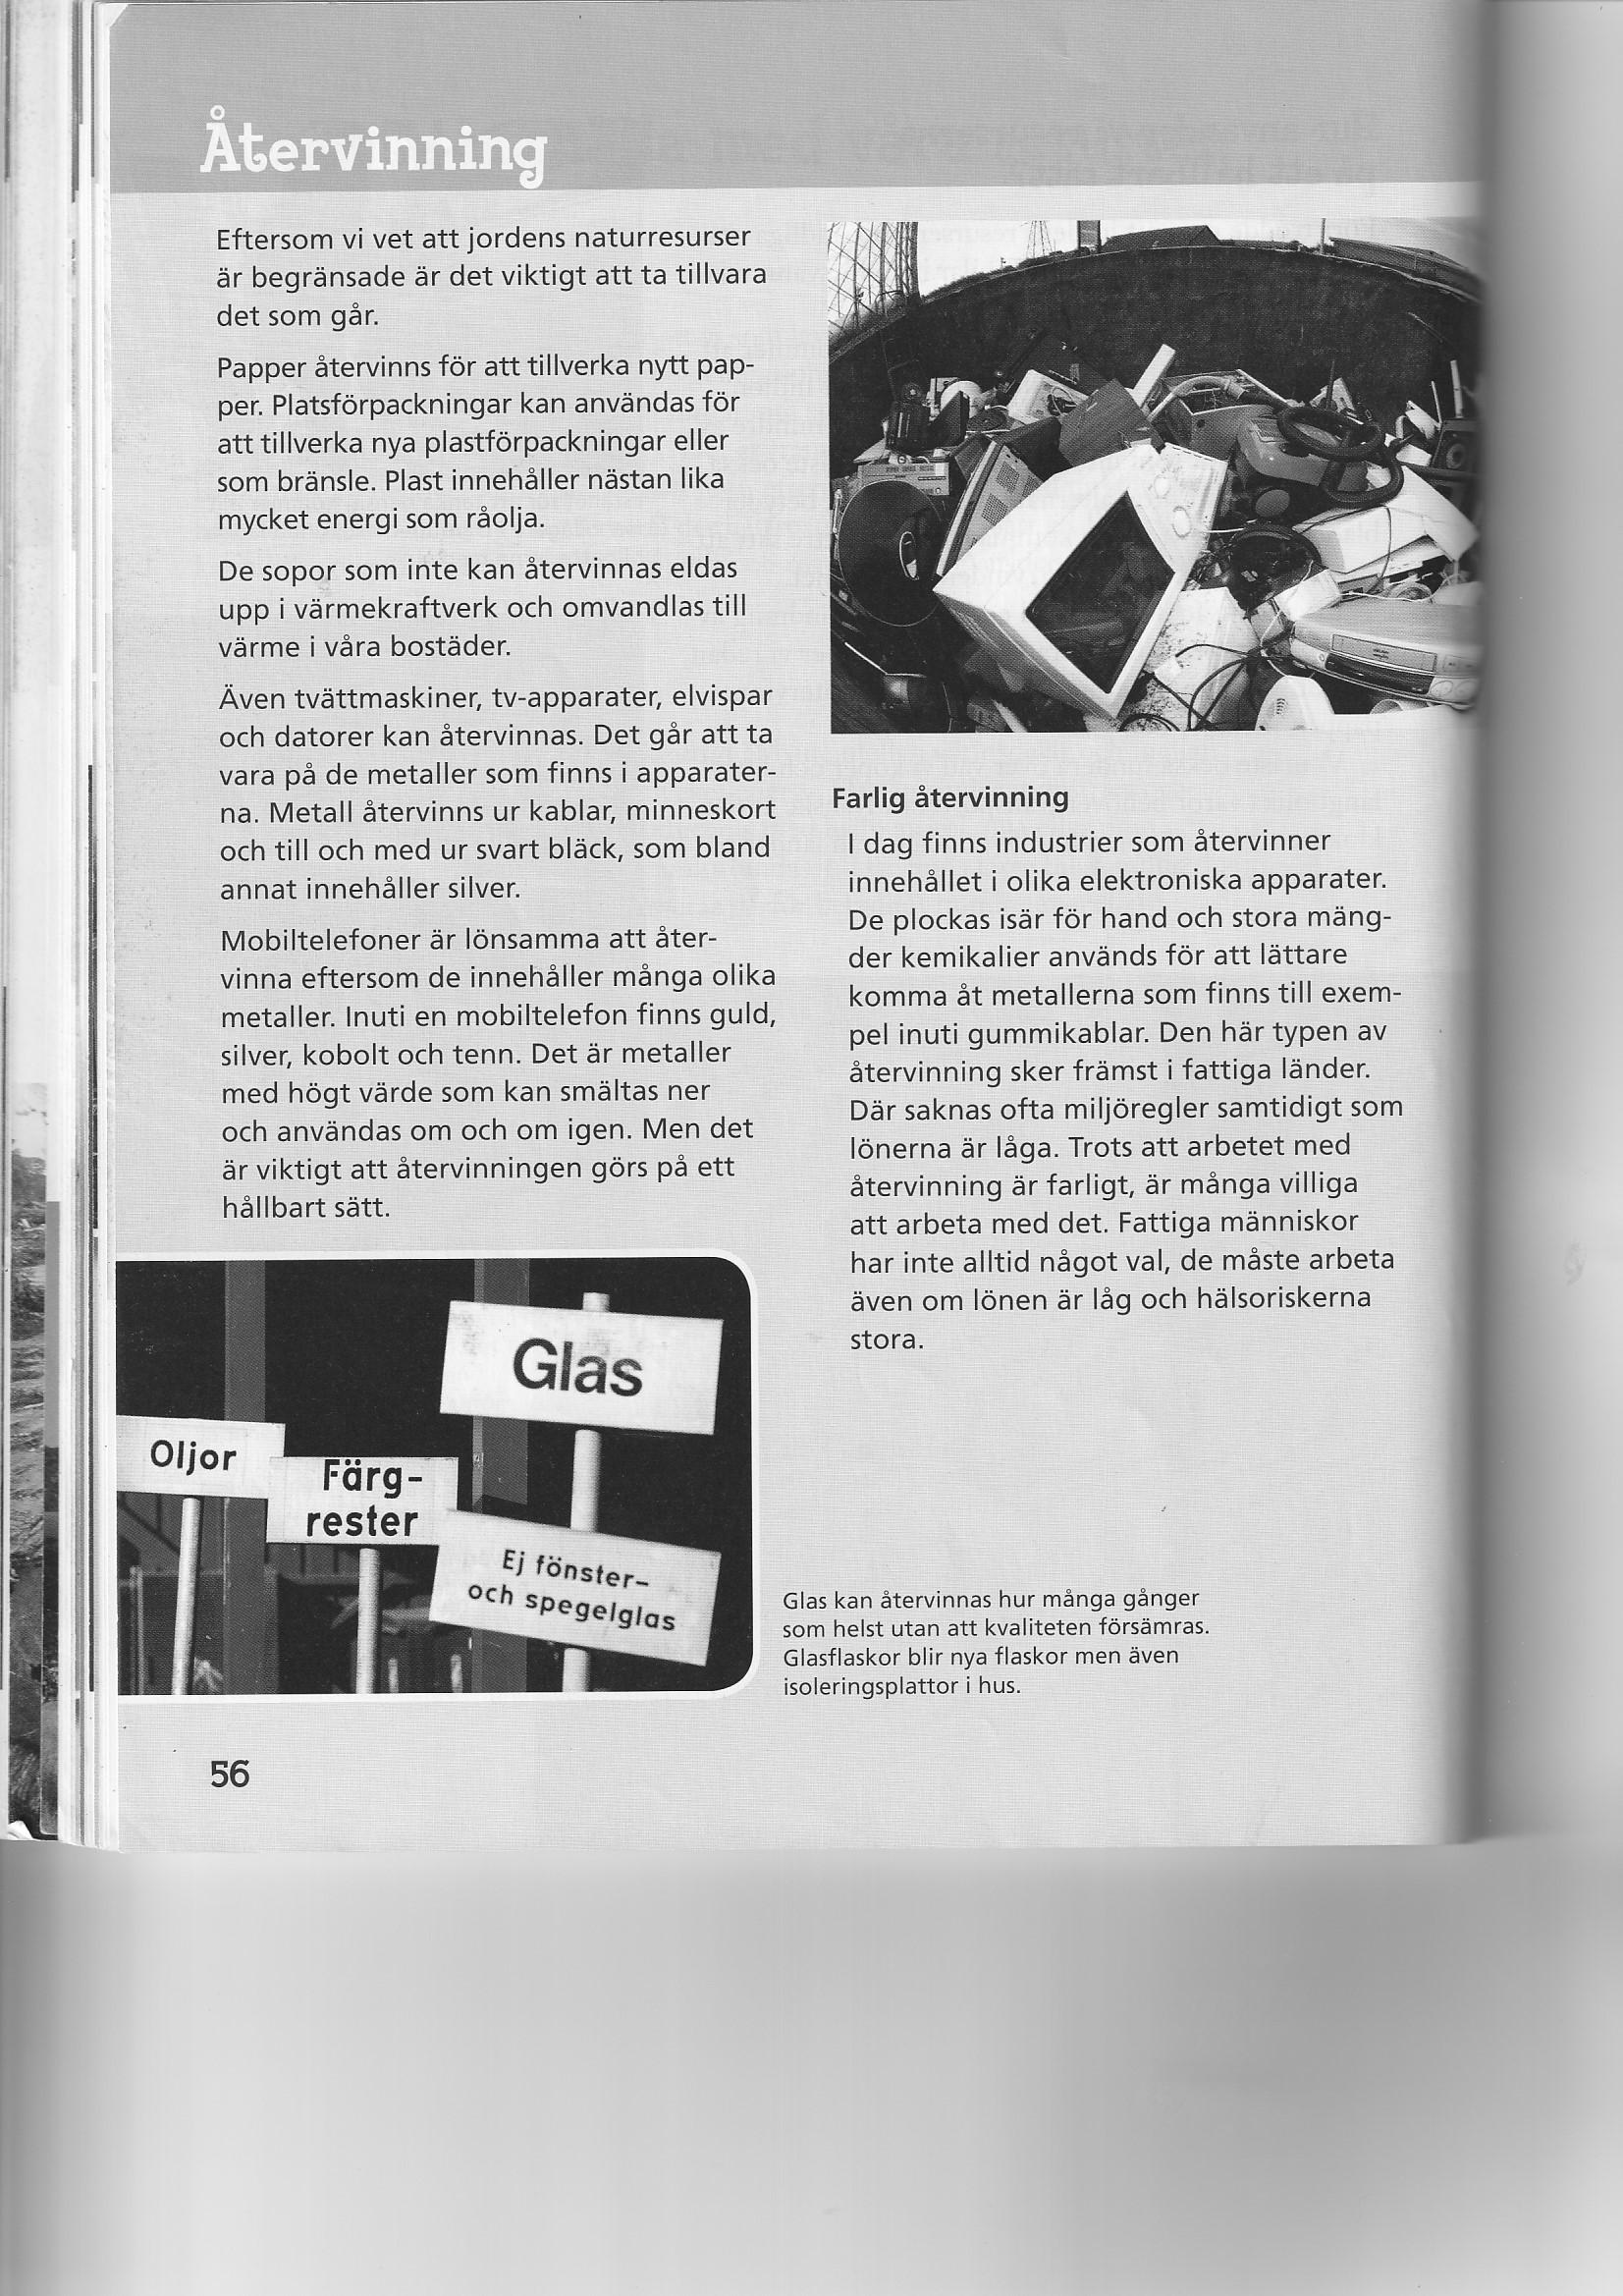 Återvinning
Eftersom vi vet att jordens naturresurser
är begränsade är det viktigt att ta tillvara
det som går.
Papper återvinns för att tillverka nytt pap-
per. Platsförpackningar kan användas för
att tillverka nya plastförpackningar eller
som bränsle. Plast innehåller nästan lika
mycket energi som råolja.
De sopor som inte kan återvinnas eldas
upp i värmekraftverk och omvandlas till
värme i våra bostäder.
Även tvättmaskiner, tv-apparater, elvispar
och datorer kan återvinnas. Det går att ta
vara på de metaller som finns i apparater-
na. Metall återvinns ur kablar, minneskort
och till och med ur svart bläck, som bland
annat innehåller silver.
Mobiltelefoner är lönsamma att åter-
vinna eftersom de innehåller många olika
metaller. Inuti en mobiltelefon finns guld,
silver, kobolt och tenn. Det är metaller
med högt värde som kan smältas ner
och användas om och om igen. Men det
är viktigt att återvinningen görs på ett
hållbart sätt.
Glas
Oljor
Färg-
rester
Ej fönster-
och spegelglas
Farlig återvinning
I dag finns industrier som återvinner
innehållet i olika elektroniska apparater.
De plockas isär för hand och stora mäng-
der kemikalier används för att lättare
komma åt metallerna som finns till exem-
pel inuti gummikablar. Den här typen av
återvinning sker främst i fattiga länder.
Där saknas ofta miljöregler samtidigt som
lönerna är låga. Trots att arbetet med
återvinning är farligt, är många villiga
att arbeta med det. Fattiga människor
har inte alltid något val, de måste arbeta
även om lönen är låg och hälsoriskerna
stora.
Glas kan återvinnas hur många gånger
som helst utan att kvaliteten försämras.
Glasflaskor blir nya flaskor men även
isoleringsplattor i hus.
56